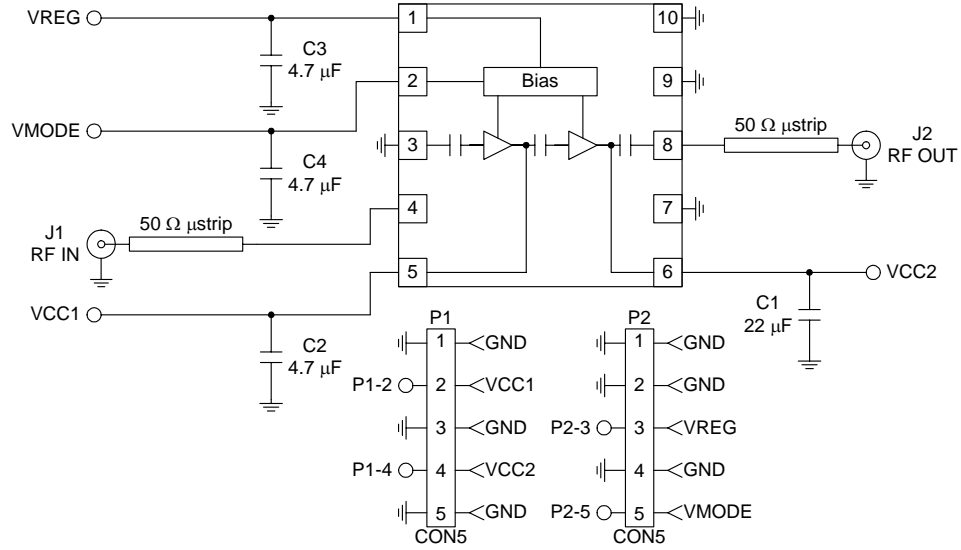 VREG
1
10
C3
4.7 µF
2
Bias
9
VMODE
3
8
50 Ω µstrip
J2
RF OUT
C4
4.7 µF
4
7
J1
RF IN
50 Ω µstrip
5
6
VCC2
VCC1
C1
22 µF
C2
4.7 µF
P1
1
GND
P1-2
2
VCC1
3
GND
P1-4
4
VCC2
5
GND
CON5
P2
1
GND
2
GND
P2-3
3
VREG
4
GND
P2-5
5
VMODE
CON5